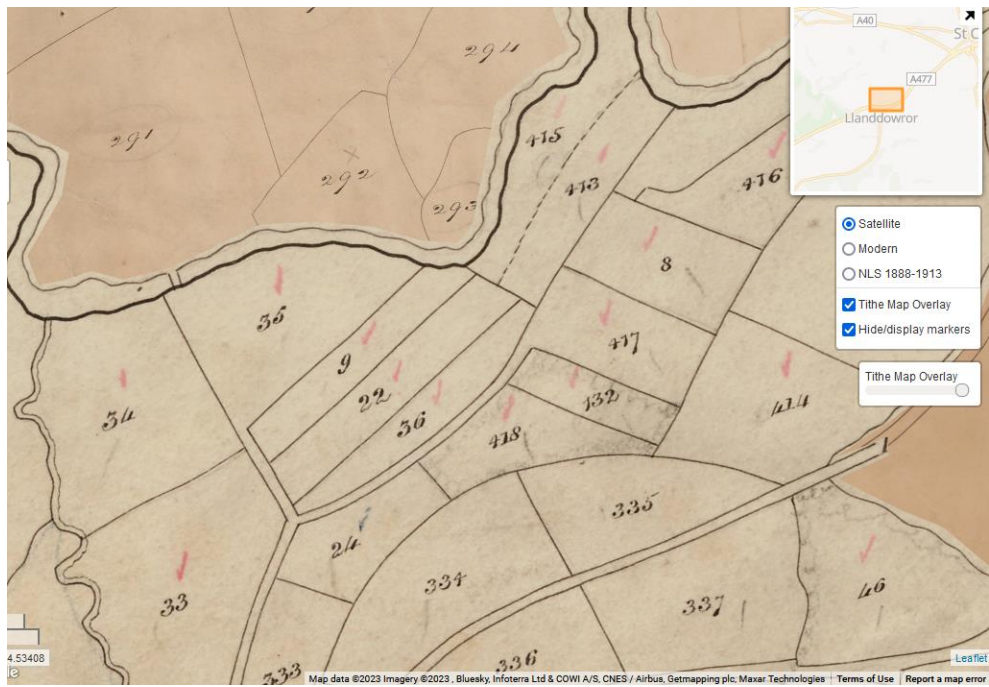 294
291
292
293
415
413
416
8
35
9
417
22
36
132
34
418
414
1
335
24
334
33
337
46
333
336
A40
St C
A477
Llanddowror
Satellite
Modern
NLS 1888-1913
Tithe Map Overlay
Hide/display markers
Tithe Map Overlay
4.53408
Leaflet
Map data ©2023 Imagery ©2023 , Bluesky, Infoterra Ltd & COWI A/S, CNES / Airbus, Getmapping plc, Maxar Technologies Terms of Use Report a map error